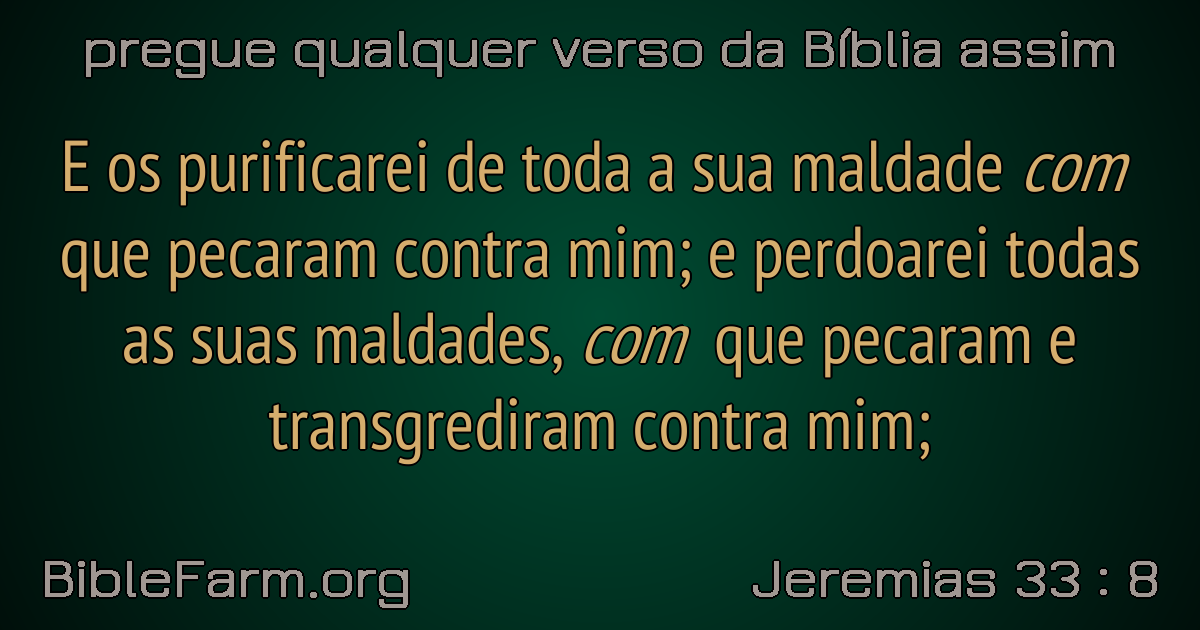 pregue qualquer verso da Bíblia assim
E os purificarei de toda a sua maldade com
que pecaram contra mim; e perdoarei todas
as suas maldades, com que pecaram e
transgrediram contra mim;
BibleFarm.org
Jeremias 33 : 8